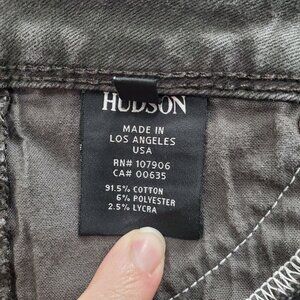 HUDSON
MADE IN
LOS ANGELES
USA
RN# 107906
CA# 00635
91.5% COTTON
6% POLYESTER
2.5% LYCRA